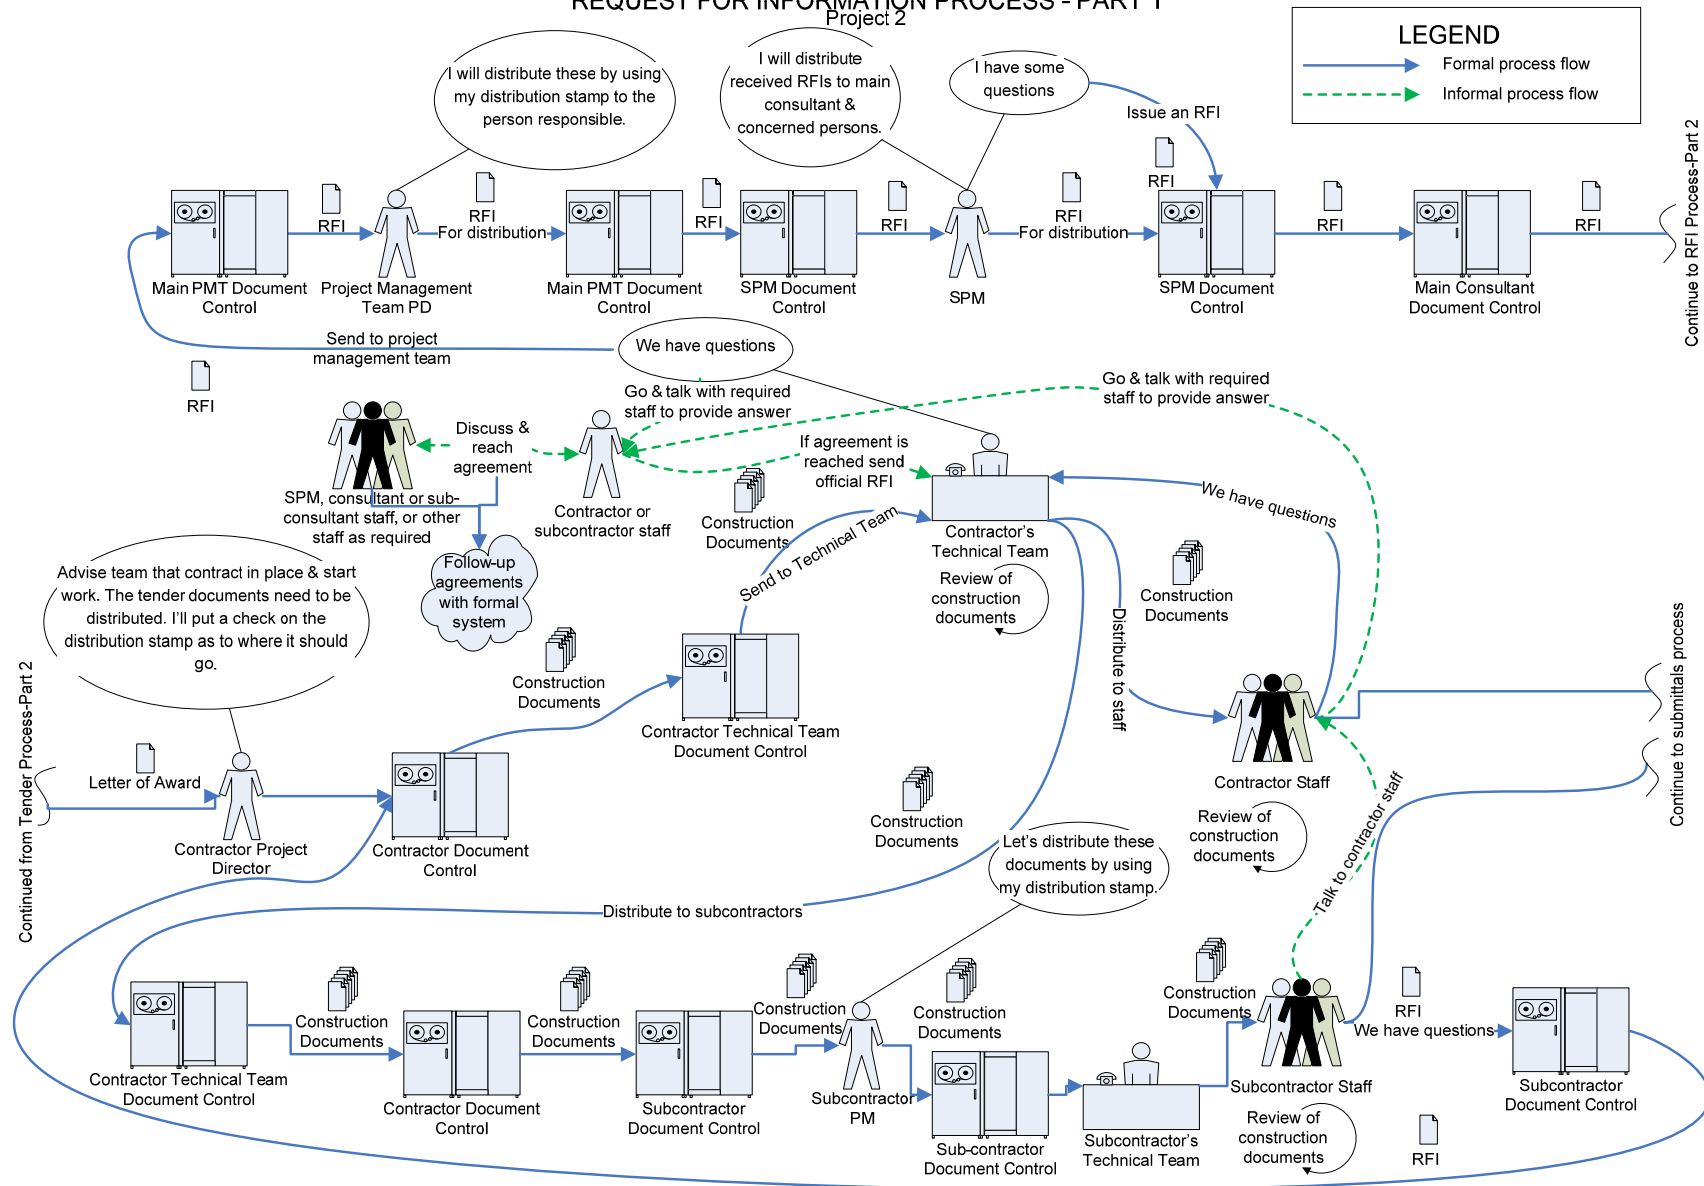 REQUEST FOR INFORMATION PROCESS - PART 1
Project 2
LEGEND
Formal process flow
Informal process flow
I will distribute these by using
my distribution stamp to the
person responsible.
I will distribute
received RFIs to main
consultant &
concerned persons.
I have some
questions
Issue an RFI
RFI
RFI
For distribution
RFI
RFI
RFI
For distribution
RFI
RFI
RFI
Main PMT Document
Control
Project Management
Team PD
Main PMT Document
Control
SPM Document
Control
SPM
SPM Document
Control
Main Consultant
Document Control
Continue to RFI Process-Part 2
Send to project
management team
RFI
We have questions
Go & talk with required
staff to provide answer
Go & talk with required
staff to provide answer
Discuss &
reach
agreement
If agreement is
reached send
official RFI
SPM, consultant or sub-
consultant staff, or other
staff as required
Contractor or
subcontractor staff
Construction
Documents
Send to Technical Team
Contractor's
Technical Team
Review of
construction
documents
We have questions
Construction
Documents
Distribute to staff
Follow-up
agreements
with formal
system
Advise team that contract in place & start
work. The tender documents need to be
distributed. I'll put a check on the
distribution stamp as to where it should
go.
Construction
Documents
Contractor Technical Team
Document Control
Contractor Staff
Review of
construction
documents
Continue to submittals process
Continued from Tender Process-Part 2
Letter of Award
Contractor Project
Director
Contractor Document
Control
Construction
Documents
Let's distribute these
documents by using
my distribution stamp.
Talk to contractor staff
Distribute to subcontractors
Contractor Technical Team
Document Control
Construction
Documents
Contractor Document
Control
Construction
Documents
Subcontractor
Document Control
Construction
Documents
Subcontractor
PM
Construction
Documents
Sub-contractor
Document Control
Subcontractor's
Technical Team
Construction
Documents
Subcontractor Staff
Review of
construction
documents
RFI
We have questions
Subcontractor
Document Control
RFI